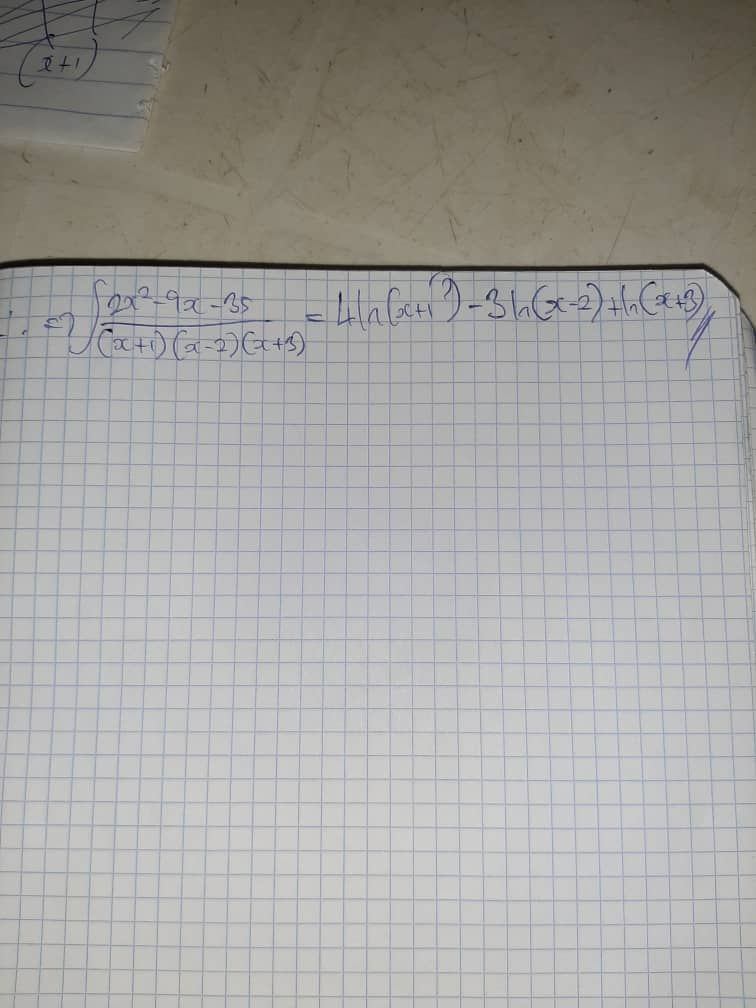 (x+1)
∴ => ∫ 2x²-9x-35 / (x+1)(x-2)(x+3) = 4ln(x+1) - 3ln(x-2) + ln(x+3)